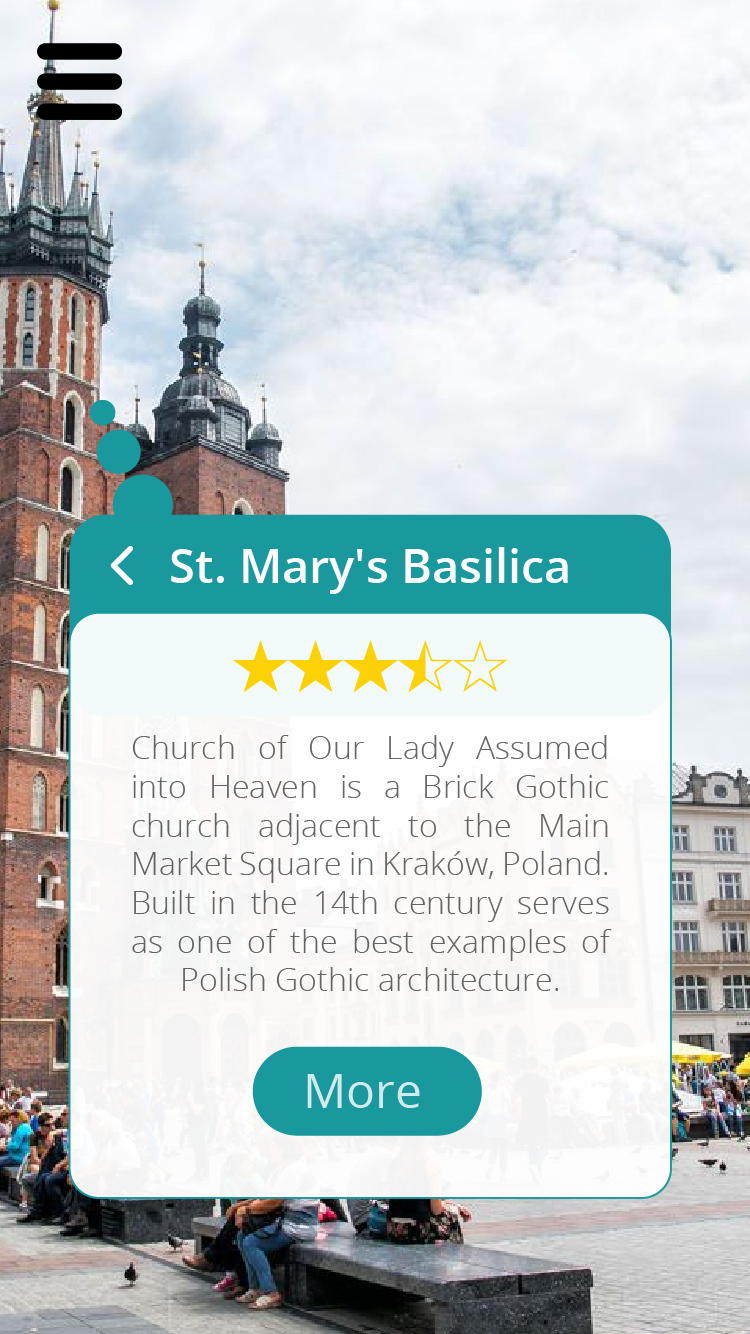 St. Mary's Basilica
Church of Our Lady Assumed
into Heaven is a Brick Gothic
church adjacent to the Main
Market Square in Kraków, Poland.
Built in the 14th century serves
as one of the best examples of
Polish Gothic architecture.
More